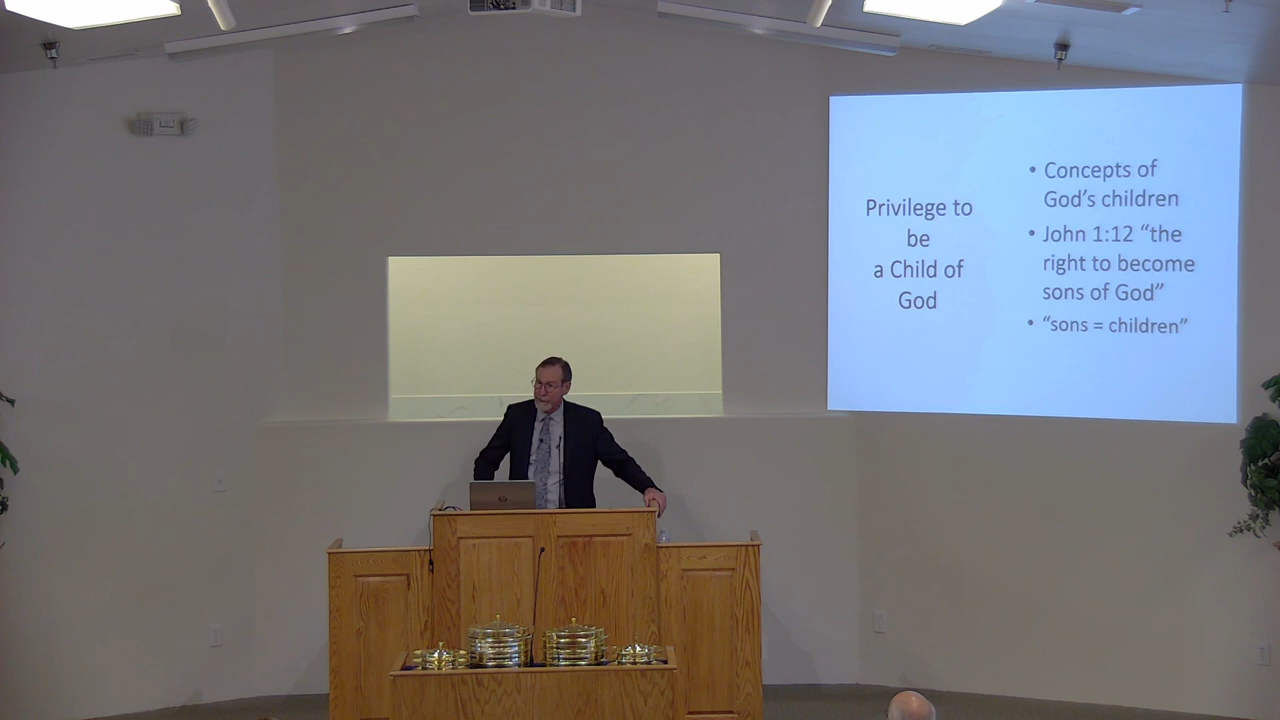 Privilege to
be
a Child of
God
• Concepts of
God's children
• John 1:12 “the
right to become
sons of God”
• “sons = children”
hp